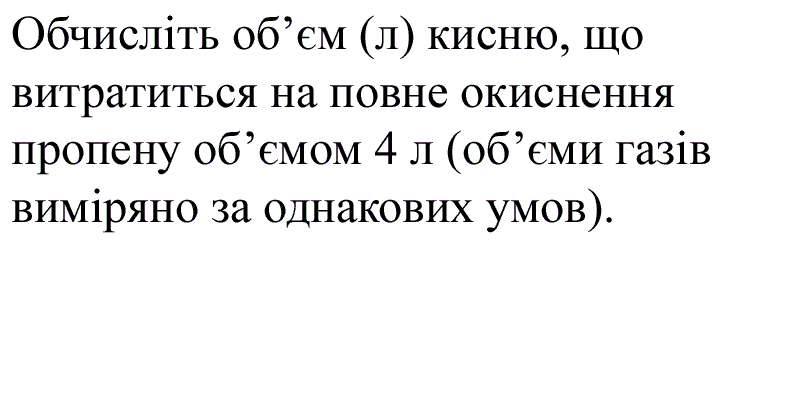 Обчисліть об’єм (л) кисню, що
витратиться на повне окиснення
пропену об’ємом 4 л (об’єми газів
виміряно за однакових умов).